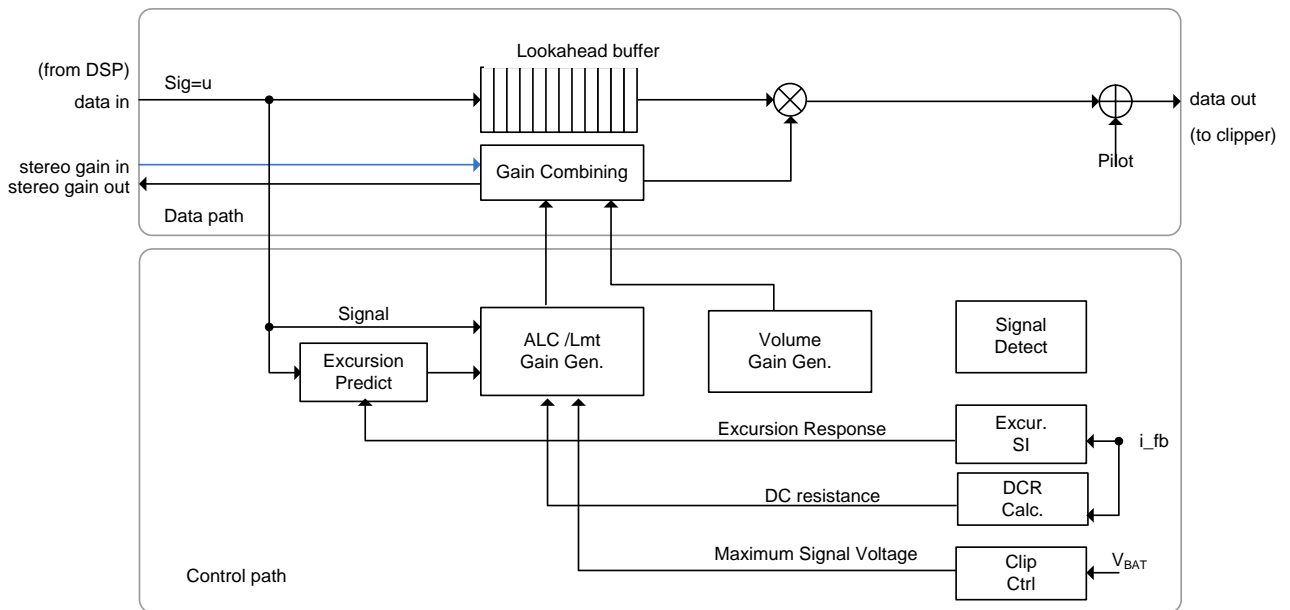 Lookahead buffer
(from DSP)
Sig=u
data in
data out
(to clipper)
stereo gain in
stereo gain out
Gain Combining
Pilot
Data path
Signal
ALC /Lmt
Gain Gen.
Volume
Gain Gen.
Signal
Detect
Excursion
Predict
Excursion Response
Excur.
SI
i_fb
DC resistance
DCR
Calc.
Maximum Signal Voltage
Clip
Ctrl
VBAT
Control path